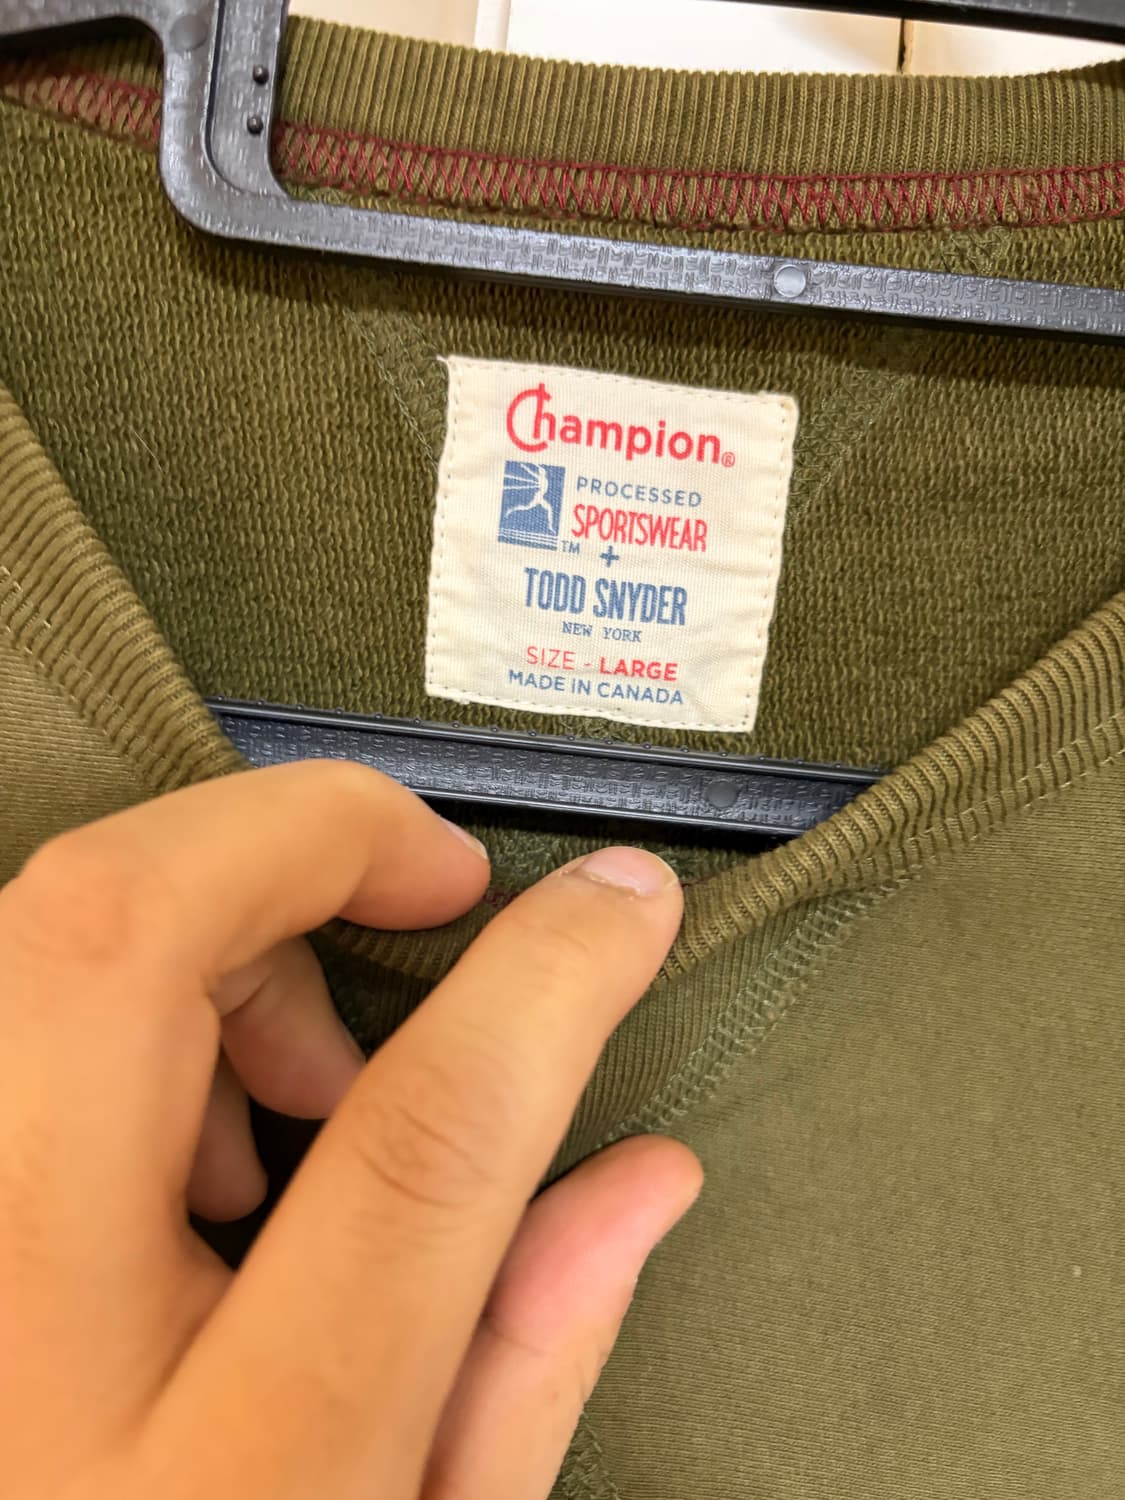 Champion®
PROCESSED
SPORTSWEAR
TM +
TODD SNYDER
NEW YORK
SIZE - LARGE
MADE IN CANADA